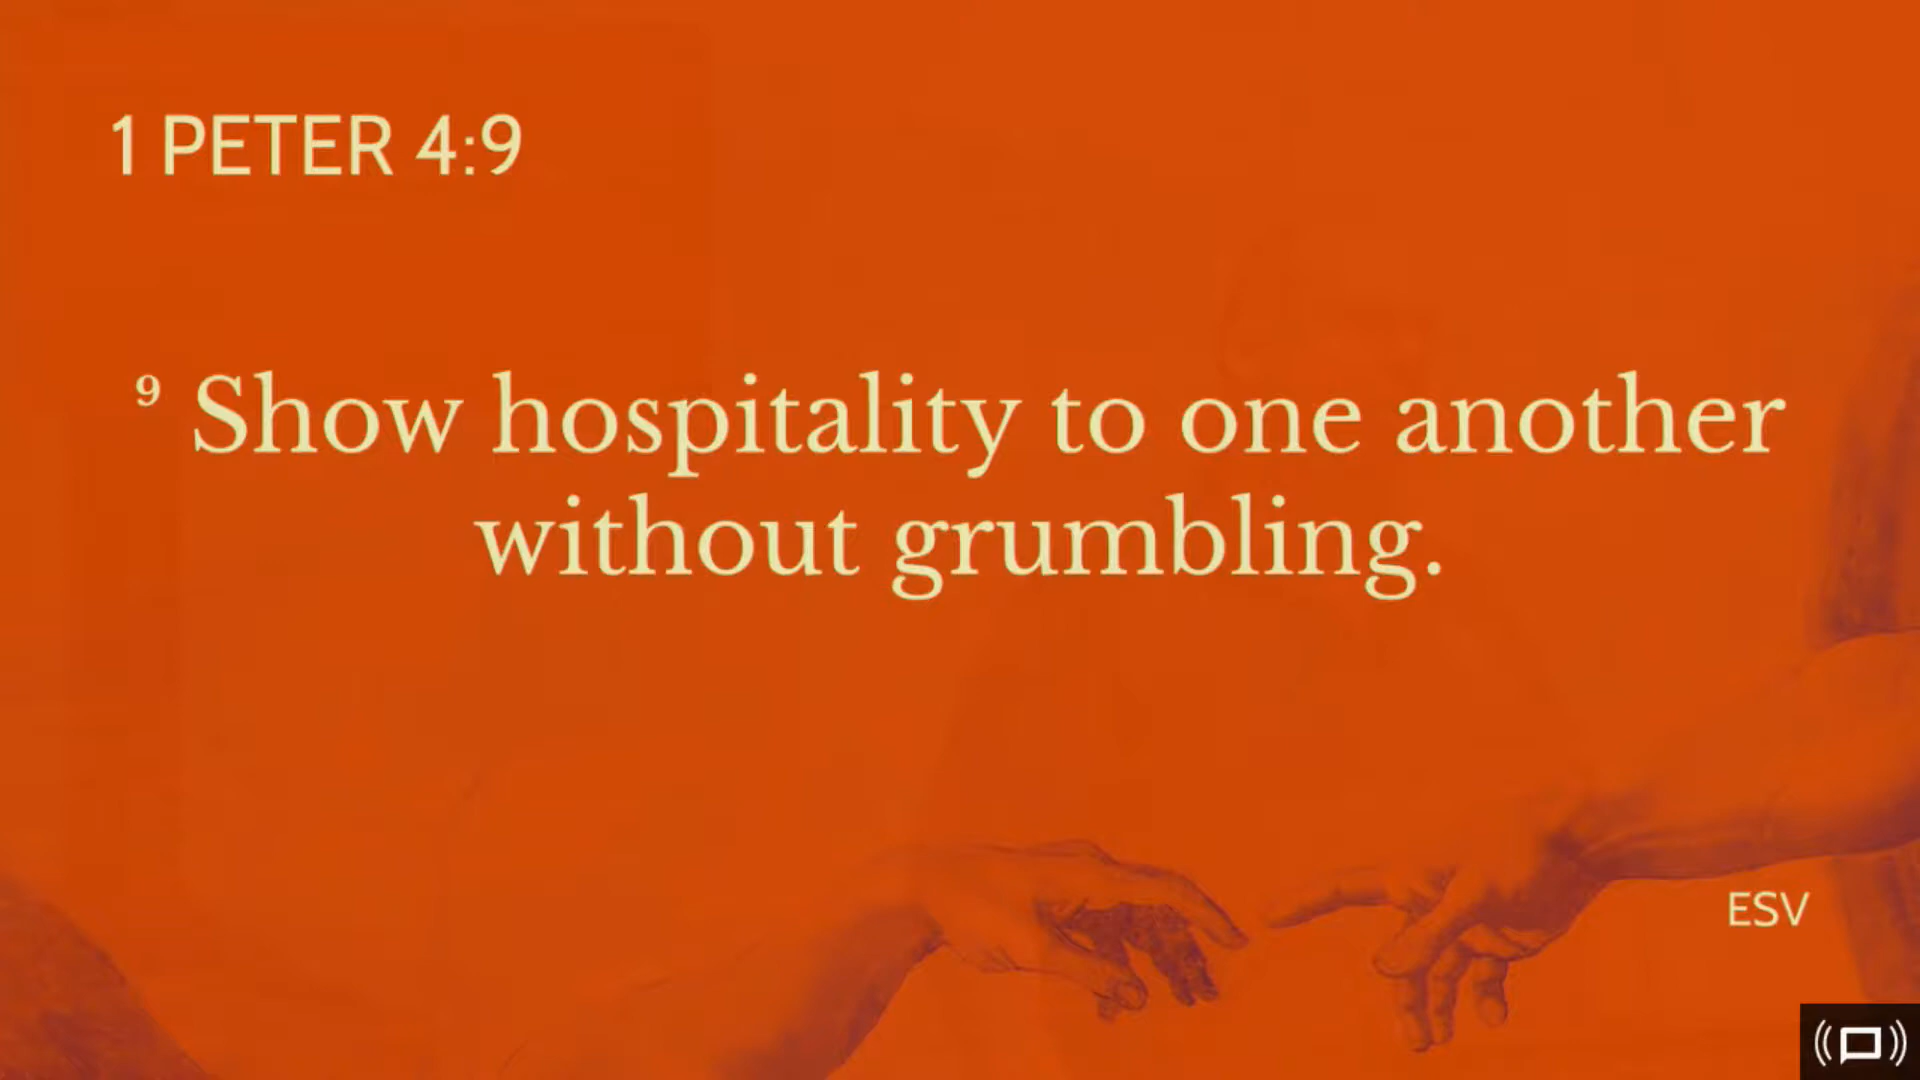 1 PETER 4:9
⁹ Show hospitality to one another
without grumbling.
ESV